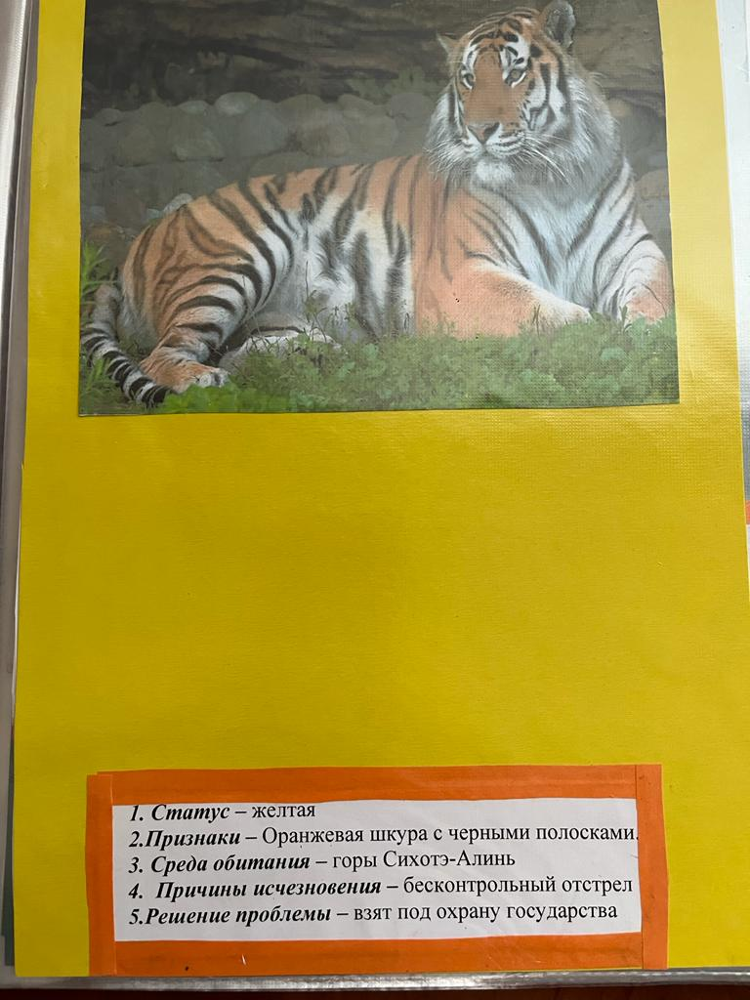 1. Статус – желтая
2.Признаки – Оранжевая шкура с черными полосками.
3. Среда обитания – горы Сихотэ-Алинь
4. Причины исчезновения – бесконтрольный отстрел
5.Решение проблемы – взят под охрану государства